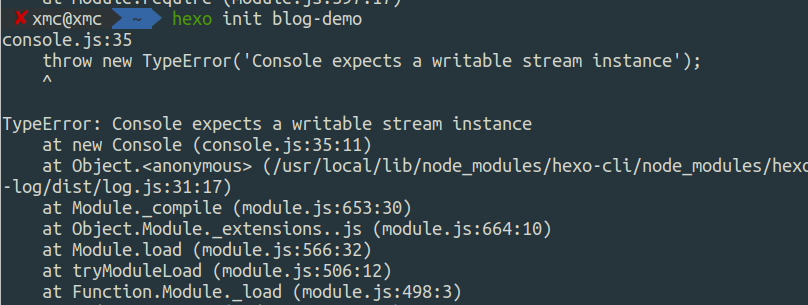 at Module.require (module.js:597:17)
✘ xmc@xmc ~ hexo init blog-demo
console.js:35
    throw new TypeError('Console expects a writable stream instance');
    ^

TypeError: Console expects a writable stream instance
    at new Console (console.js:35:11)
    at Object.<anonymous> (/usr/local/lib/node_modules/hexo-cli/node_modules/hexo
-log/dist/log.js:31:17)
    at Module._compile (module.js:653:30)
    at Object.Module._extensions..js (module.js:664:10)
    at Module.load (module.js:566:32)
    at tryModuleLoad (module.js:506:12)
    at Function.Module._load (module.js:498:3)